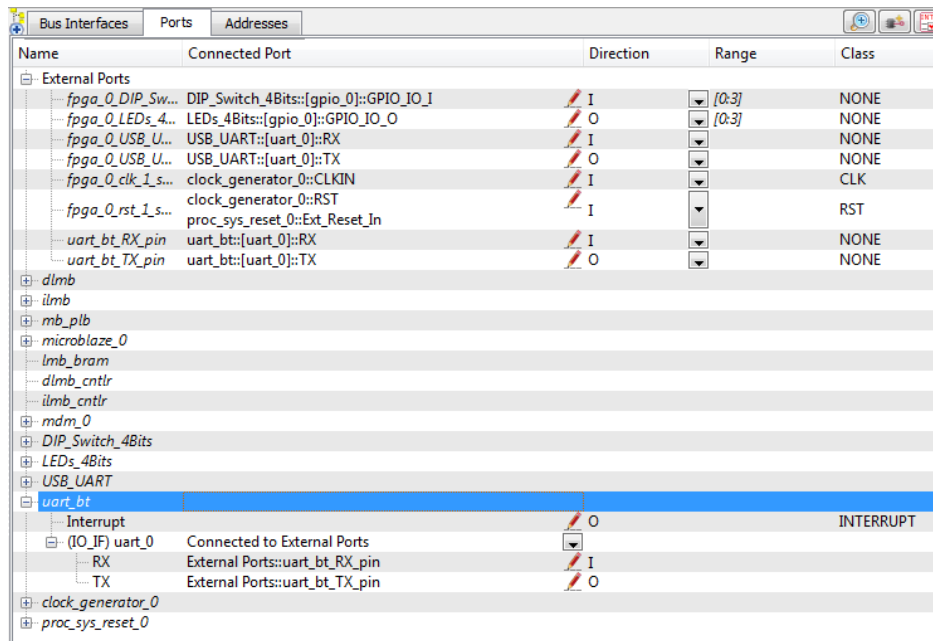 Bus Interfaces Ports Addresses
Name Connected Port Direction Range Class
External Ports
fpga_0_DIP_Sw... DIP_Switch_4Bits::[gpio_0]::GPIO_IO_I I [0:3] NONE
fpga_0_LEDs_4... LEDs_4Bits::[gpio_0]::GPIO_IO_O O [0:3] NONE
fpga_0_USB_U... USB_UART::[uart_0]::RX I NONE
fpga_0_USB_U... USB_UART::[uart_0]::TX O NONE
fpga_0_clk_1_s... clock_generator_0::CLKIN I CLK
fpga_0_rst_1_s... clock_generator_0::RST I RST
proc_sys_reset_0::Ext_Reset_In
uart_bt_RX_pin uart_bt::[uart_0]::RX I NONE
uart_bt_TX_pin uart_bt::[uart_0]::TX O NONE
dlmb
ilmb
mb_plb
microblaze_0
lmb_bram
dlmb_cntlr
ilmb_cntlr
mdm_0
DIP_Switch_4Bits
LEDs_4Bits
USB_UART
uart_bt
Interrupt O INTERRUPT
(IO_IF) uart_0 Connected to External Ports
RX External Ports::uart_bt_RX_pin I
TX External Ports::uart_bt_TX_pin O
clock_generator_0
proc_sys_reset_0